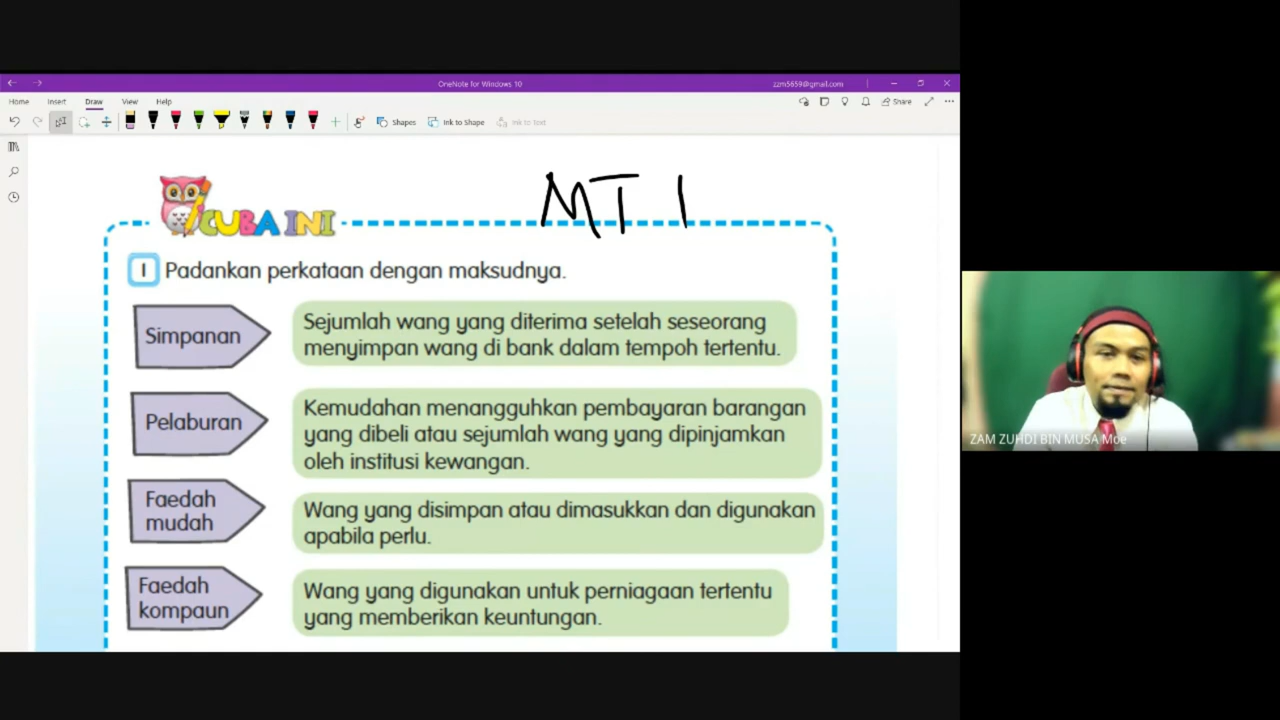 OneNote for Windows 10
zzm5659@gmail.com
Home Insert Draw View Help
Share
Shapes Ink to Shape Ink to Text
MT 1
CUBA INI
1 Padankan perkataan dengan maksudnya.
Simpanan
Sejumlah wang yang diterima setelah seseorang
menyimpan wang di bank dalam tempoh tertentu.
Pelaburan
Kemudahan menangguhkan pembayaran barangan
yang dibeli atau sejumlah wang yang dipinjamkan
oleh institusi kewangan.
Faedah
mudah
Wang yang disimpan atau dimasukkan dan digunakan
apabila perlu.
Faedah
kompaun
Wang yang digunakan untuk perniagaan tertentu
yang memberikan keuntungan.
ZAM ZUHDI BIN MUSA Moe